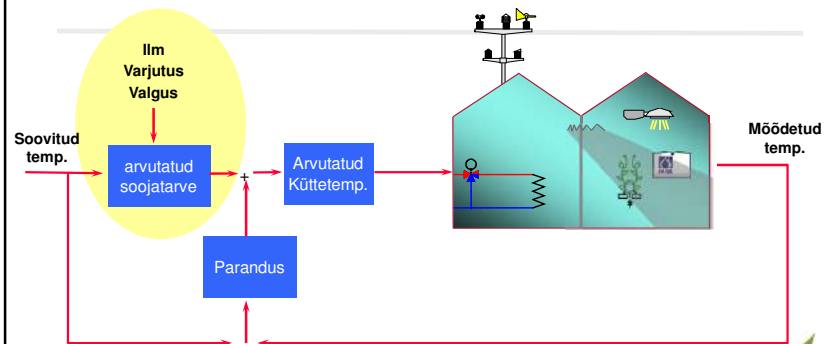 Ilm
Varjutus
Valgus
Soovitud
temp.
arvutatud
soojatarve
+
Arvutatud
Küttetemp.
Mõõdetud
temp.
Parandus